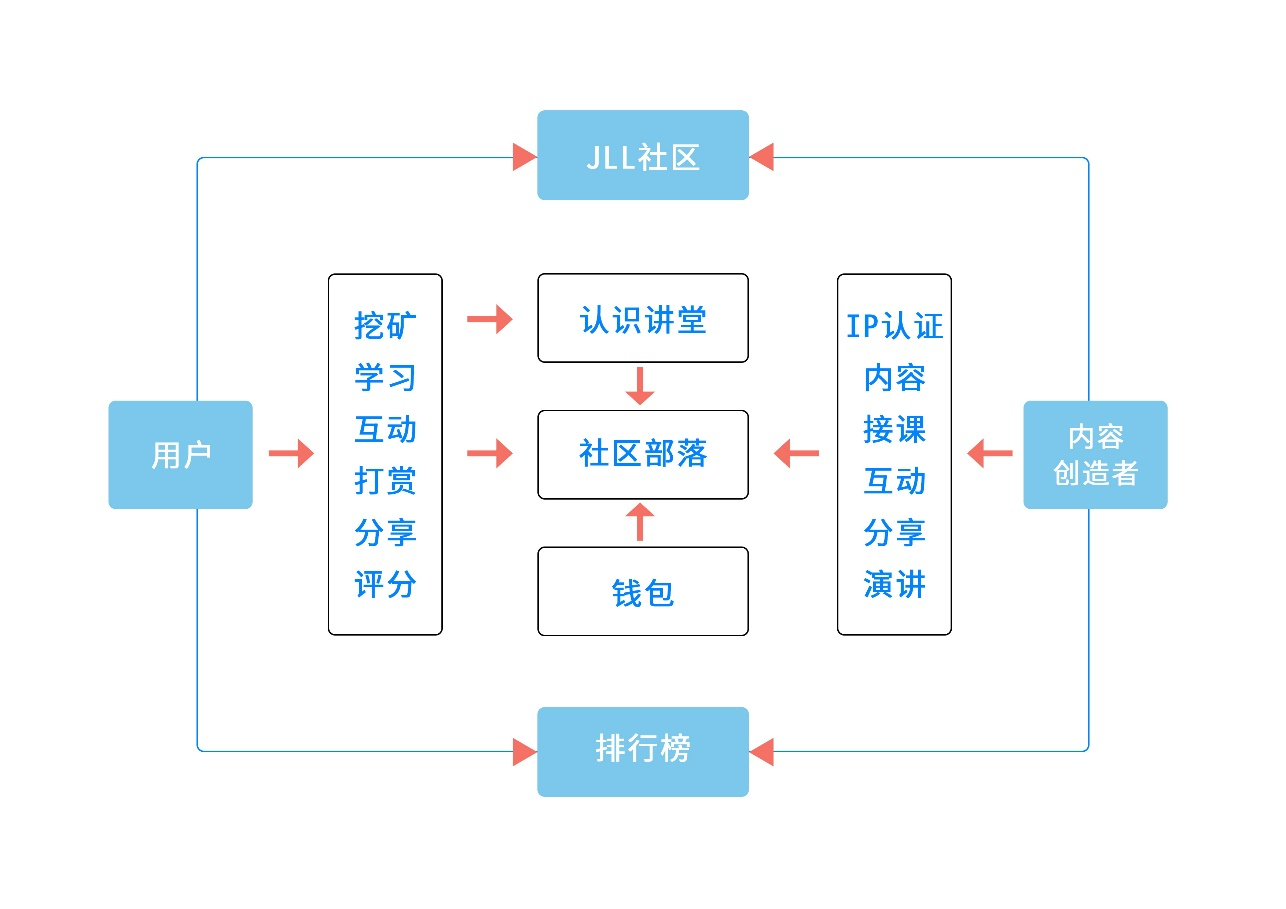 JLL社区
挖矿
学习
互动
打赏
分享
评分
认识讲堂
社区部落
钱包
IP认证
内容
接课
互动
分享
演讲
用户
内容
创造者
排行榜